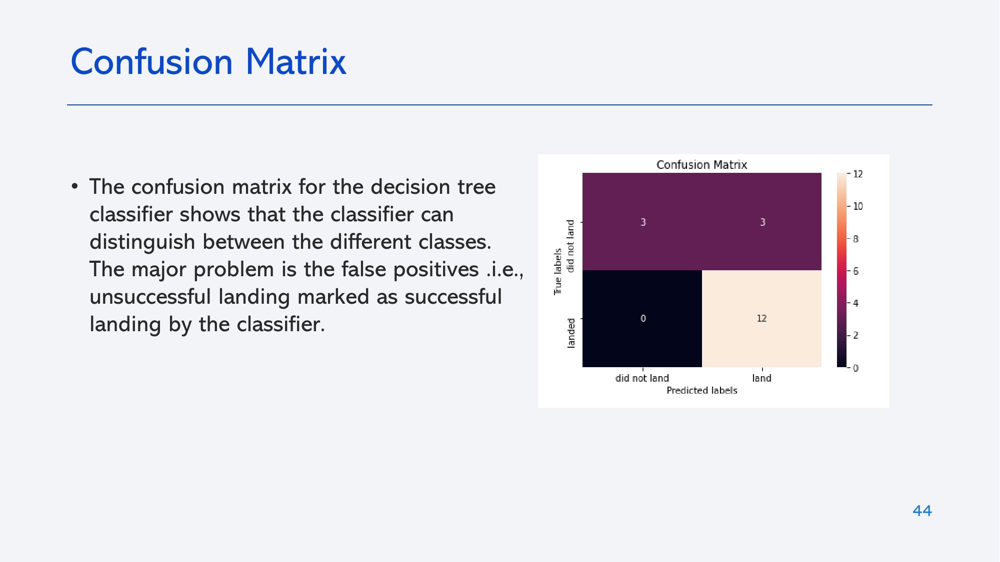 Confusion Matrix
• The confusion matrix for the decision tree
classifier shows that the classifier can
distinguish between the different classes.
The major problem is the false positives .i.e.,
unsuccessful landing marked as successful
landing by the classifier.
Confusion Matrix
True labels
did not land
landed
3
3
0
12
did not land
land
Predicted labels
12
10
8
6
4
2
0
44